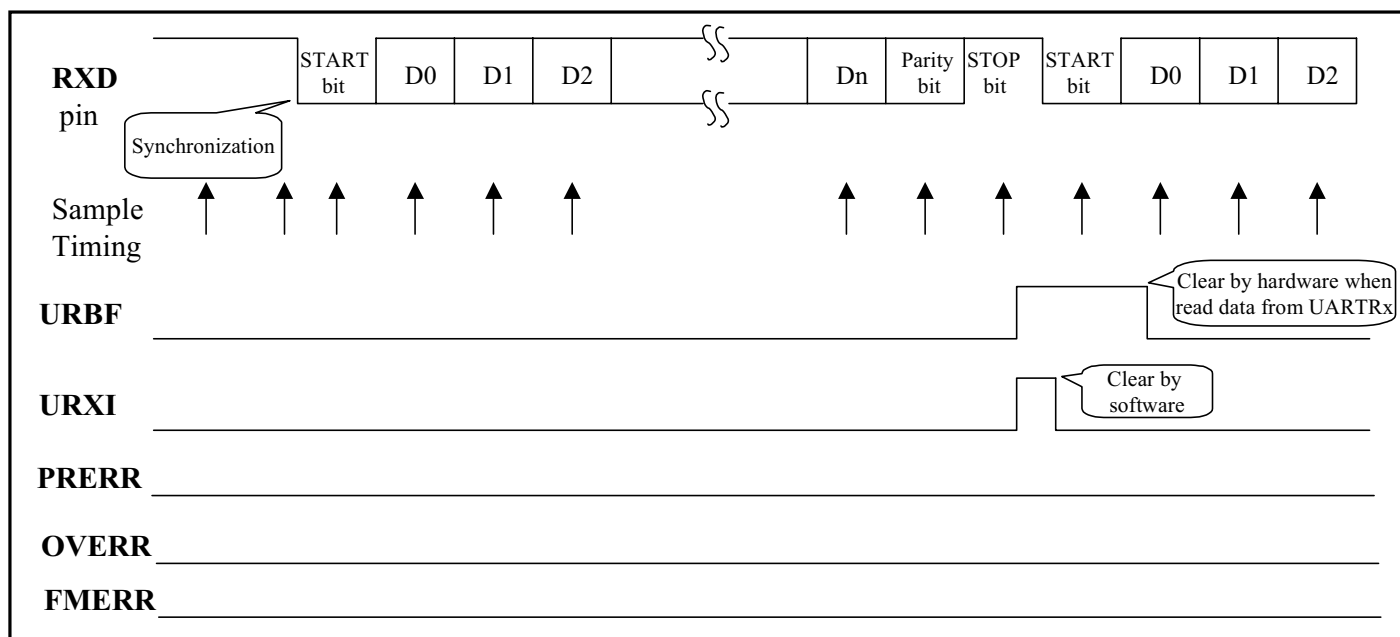 RXD
pin
START
bit
D0
D1
D2
Dn
Parity
bit
STOP
bit
START
bit
D0
D1
D2
Synchronization
Sample
Timing
URBF
Clear by hardware when
read data from UARTRx
URXI
Clear by
software
PRERR
OVERR
FMERR